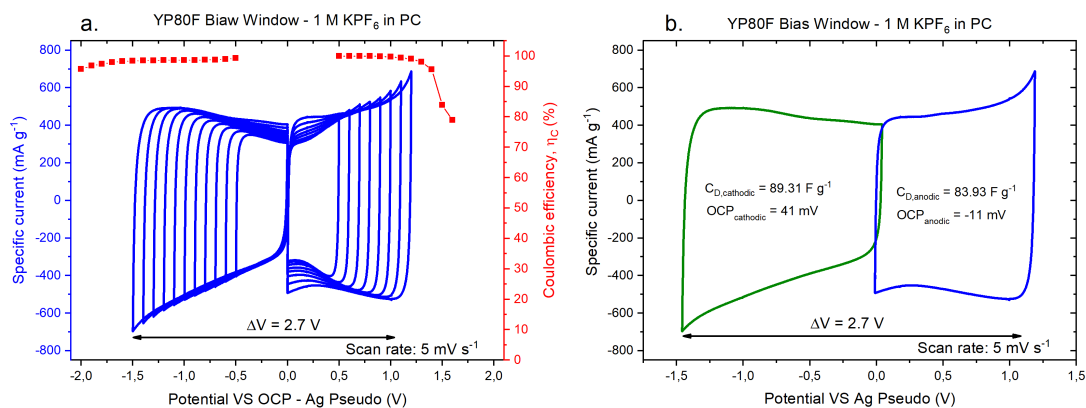 YP80F Biaw Window - 1 M KPF6 in PC
a.
Specific current (mA g-1)
800
600
400
200
0
-200
-400
-600
-800
100
90
80
70
60
50
40
30
20
10
0
Coulombic efficiency, ηC (%)
ΔV = 2.7 V
Scan rate: 5 mV s-1
-2,0 -1,5 -1,0 -0,5 0,0 0,5 1,0 1,5 2,0
Potential VS OCP - Ag Pseudo (V)
YP80F Bias Window - 1 M KPF6 in PC
b.
Specific current (mA g-1)
800
600
400
200
0
-200
-400
-600
-800
CD,cathodic = 89.31 F g-1
OCPcathodic = 41 mV
CD,anodic = 83.93 F g-1
OCPanodic = -11 mV
ΔV = 2.7 V
Scan rate: 5 mV s-1
-1,5 -1,0 -0,5 0,0 0,5 1,0 1,5
Potential VS Ag Pseudo (V)